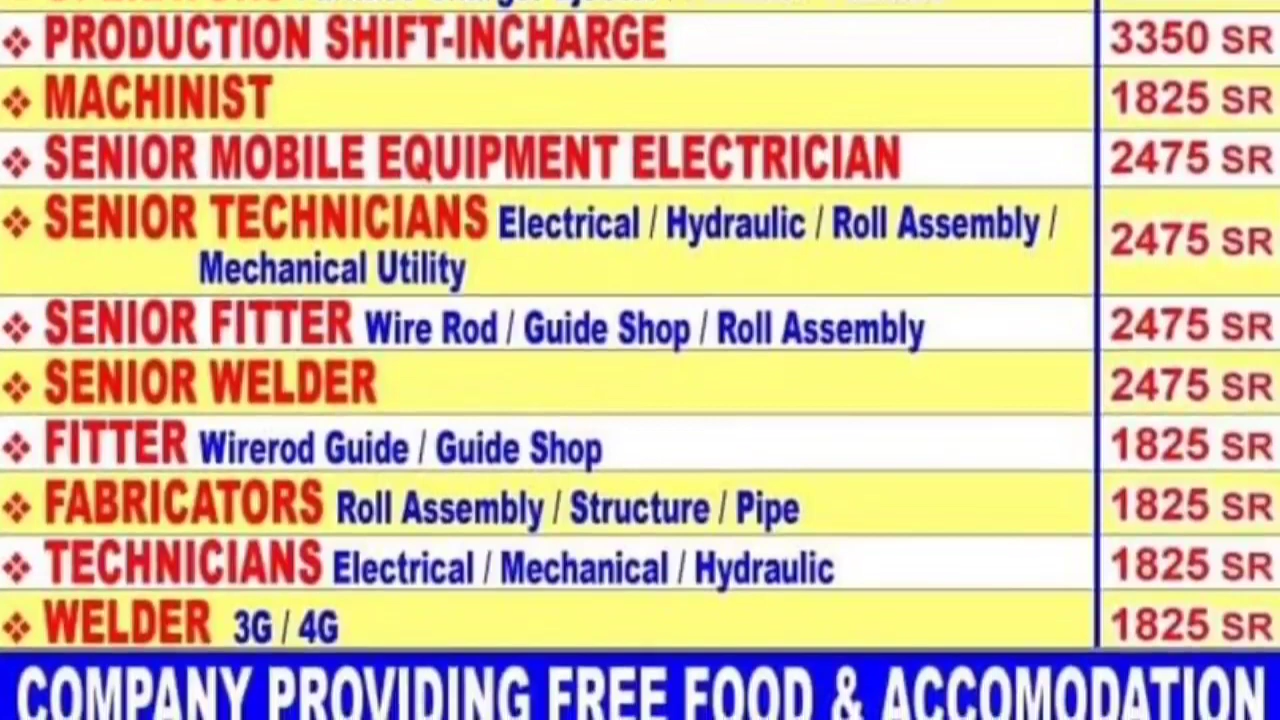 ❖ PRODUCTION SHIFT-INCHARGE 3350 SR
❖ MACHINIST 1825 SR
❖ SENIOR MOBILE EQUIPMENT ELECTRICIAN 2475 SR
❖ SENIOR TECHNICIANS Electrical / Hydraulic / Roll Assembly /
Mechanical Utility 2475 SR
❖ SENIOR FITTER Wire Rod / Guide Shop / Roll Assembly 2475 SR
❖ SENIOR WELDER 2475 SR
❖ FITTER Wirerod Guide / Guide Shop 1825 SR
❖ FABRICATORS Roll Assembly / Structure / Pipe 1825 SR
❖ TECHNICIANS Electrical / Mechanical / Hydraulic 1825 SR
❖ WELDER 3G / 4G 1825 SR
COMPANY PROVIDING FREE FOOD & ACCOMODATION